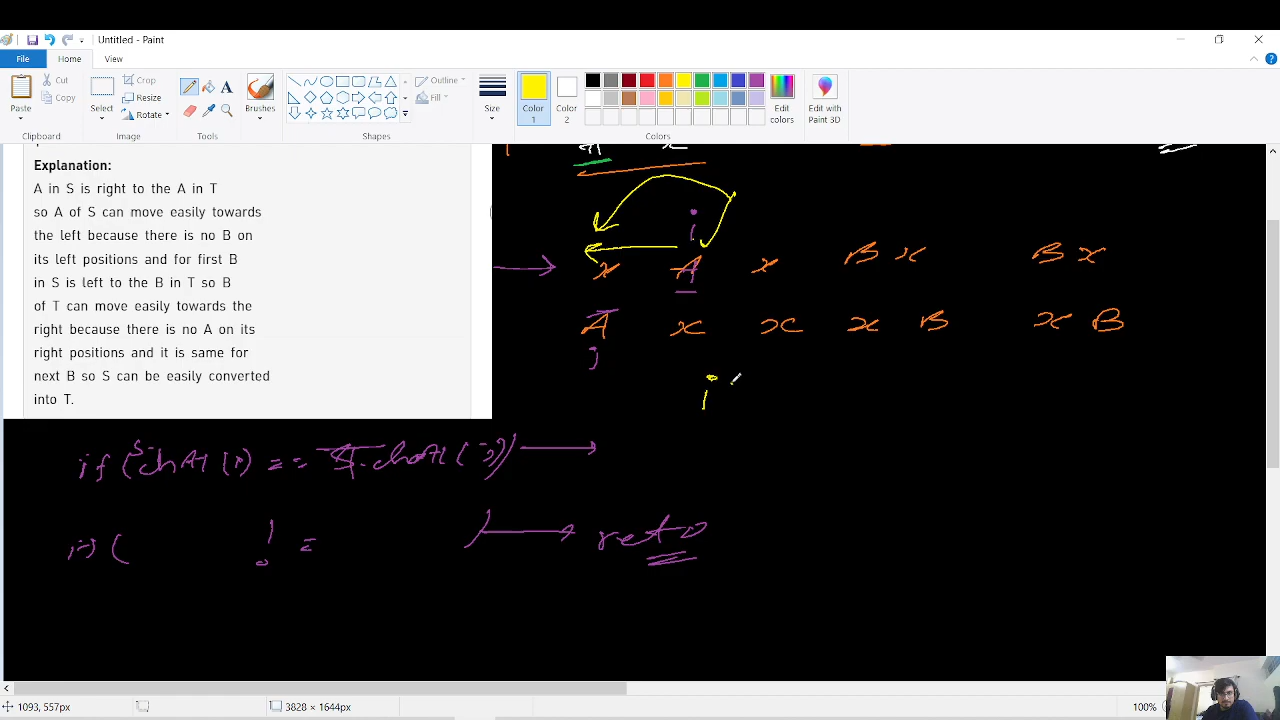 Untitled - Paint
File
Home
View
Paste
Cut
Copy
Clipboard
Select
Crop
Resize
Rotate
Image
Tools
Brushes
Shapes
Outline
Fill
Size
Color 1
Color 2
Colors
Edit colors
Edit with Paint 3D
Explanation:
A in S is right to the A in T
so A of S can move easily towards
the left because there is no B on
its left positions and for first B
in S is left to the B in T so B
of T can move easily towards the
right because there is no A on its
right positions and it is same for
next B so S can be easily converted
into T.
i
x A x B x B x
A x x x B x B
j
i
if ( == )
if ( ! = ) ret 0
1093, 557px
3828 × 1644px
100%